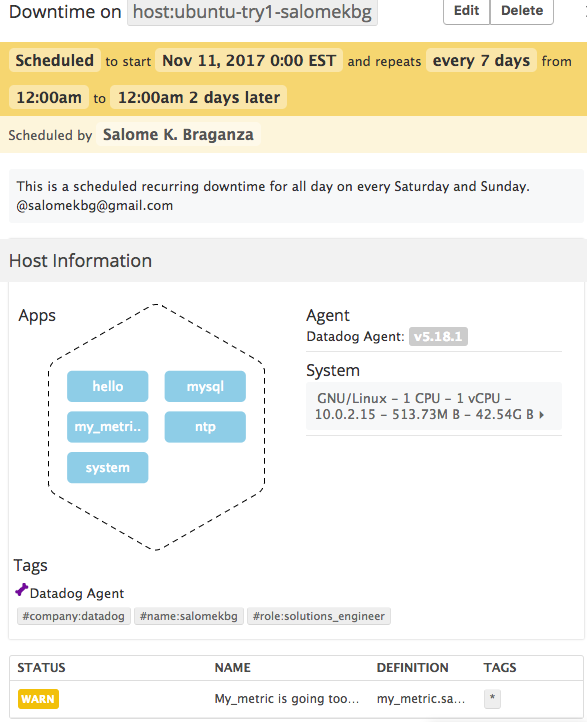 Downtime on host:ubuntu-try1-salomekbg Edit Delete
Scheduled to start Nov 11, 2017 0:00 EST and repeats every 7 days from
12:00am to 12:00am 2 days later
Scheduled by Salome K. Braganza
This is a scheduled recurring downtime for all day on every Saturday and Sunday.
@salomekbg@gmail.com
Host Information
Apps
hello mysql
my_metri.. ntp
system
Agent
Datadog Agent: v5.18.1
System
GNU/Linux – 1 CPU – 1 vCPU –
10.0.2.15 – 513.73M B – 42.54G B
Tags
Datadog Agent
#company:datadog #name:salomekbg #role:solutions_engineer
STATUS NAME DEFINITION TAGS
WARN My_metric is going too... my_metric.sa... *